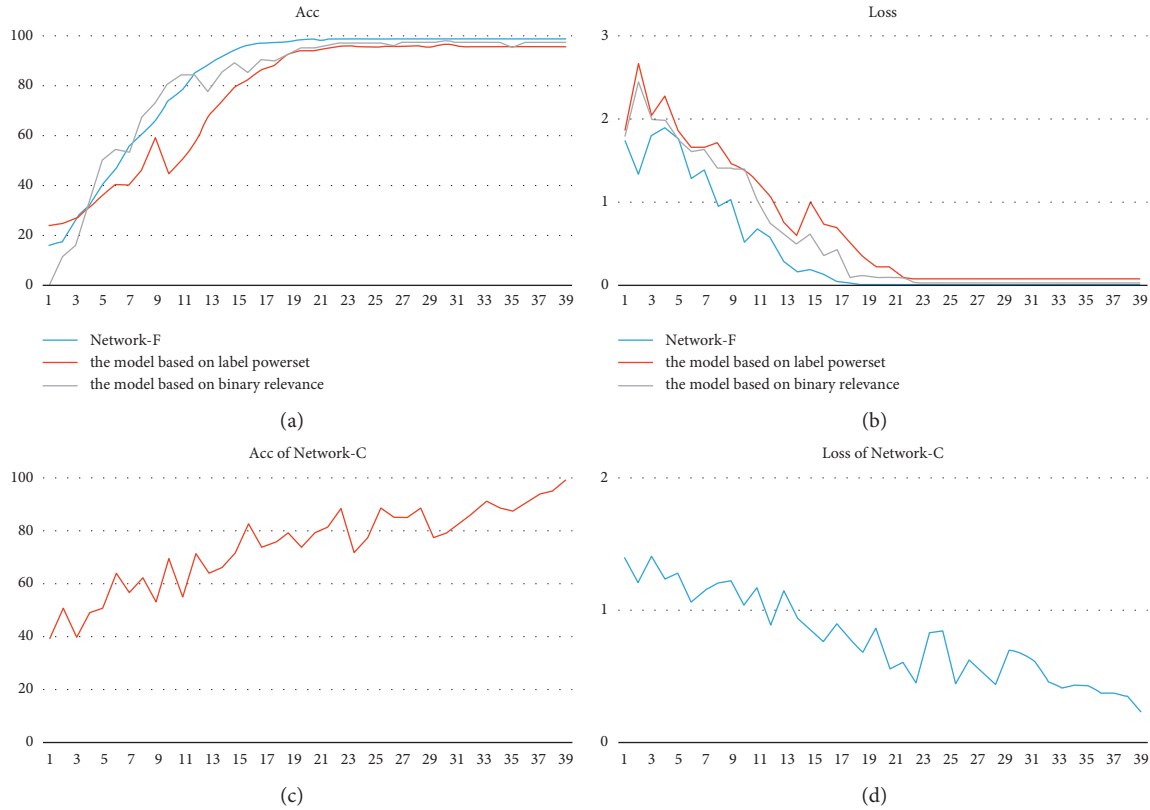 Acc
100
80
60
40
20
0
1 3 5 7 9 11 13 15 17 19 21 23 25 27 29 31 33 35 37 39
Network-F
the model based on label powerset
the model based on binary relevance
(a)
Loss
3
2
1
0
1 3 5 7 9 11 13 15 17 19 21 23 25 27 29 31 33 35 37 39
Network-F
the model based on label powerset
the model based on binary relevance
(b)
Acc of Network-C
100
80
60
40
20
0
1 3 5 7 9 11 13 15 17 19 21 23 25 27 29 31 33 35 37 39
(c)
Loss of Network-C
2
1
0
1 3 5 7 9 11 13 15 17 19 21 23 25 27 29 31 33 35 37 39
(d)